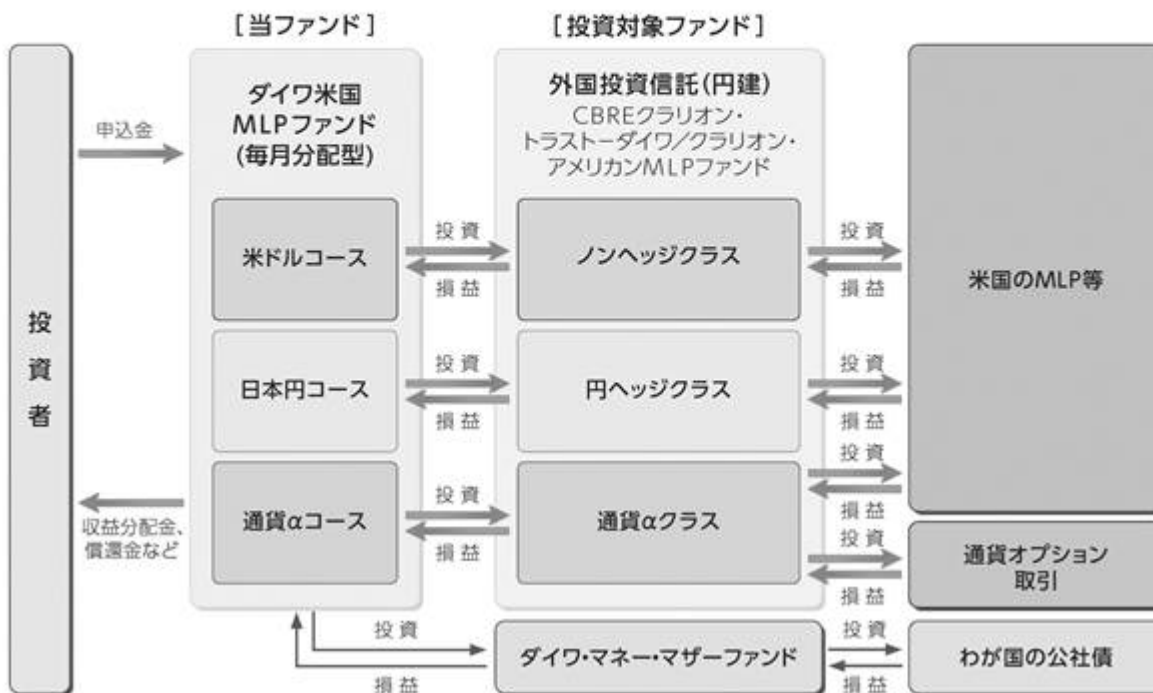 [当ファンド]
[投資対象ファンド]
投資者
申込金
収益分配金、
償還金など
ダイワ米国
MLPファンド
(毎月分配型)
米ドルコース
日本円コース
通貨αコース
投資
損益
投資
損益
投資
損益
外国投資信託(円建)
CBREクラリオン・
トラストーダイワ/クラリオン・
アメリカンMLPファンド
ノンヘッジクラス
円ヘッジクラス
通貨αクラス
投資
損益
投資
損益
投資
損益
投資
損益
米国のMLP等
通貨オプション
取引
投資
損益
ダイワ・マネー・マザーファンド
投資
損益
わが国の公社債